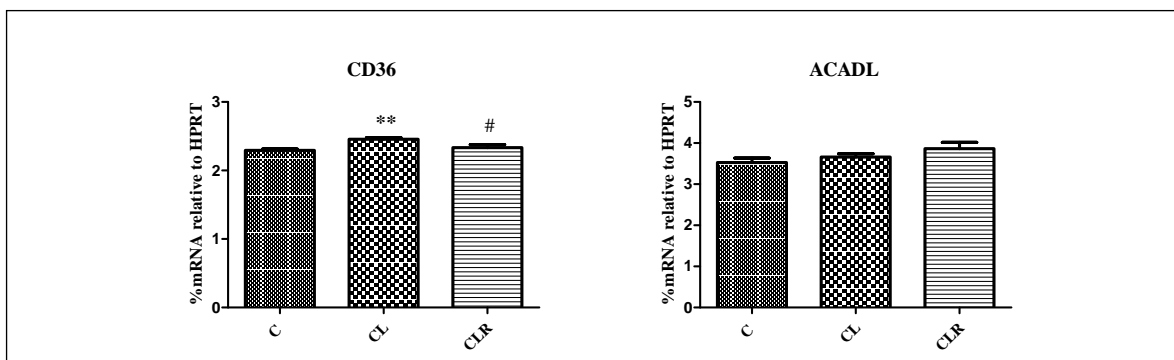 CD36
%mRNA relative to HPRT
3
2
1
0
**
#
C
CL
CLR
ACADL
%mRNA relative to HPRT
5
4
3
2
1
0
C
CL
CLR